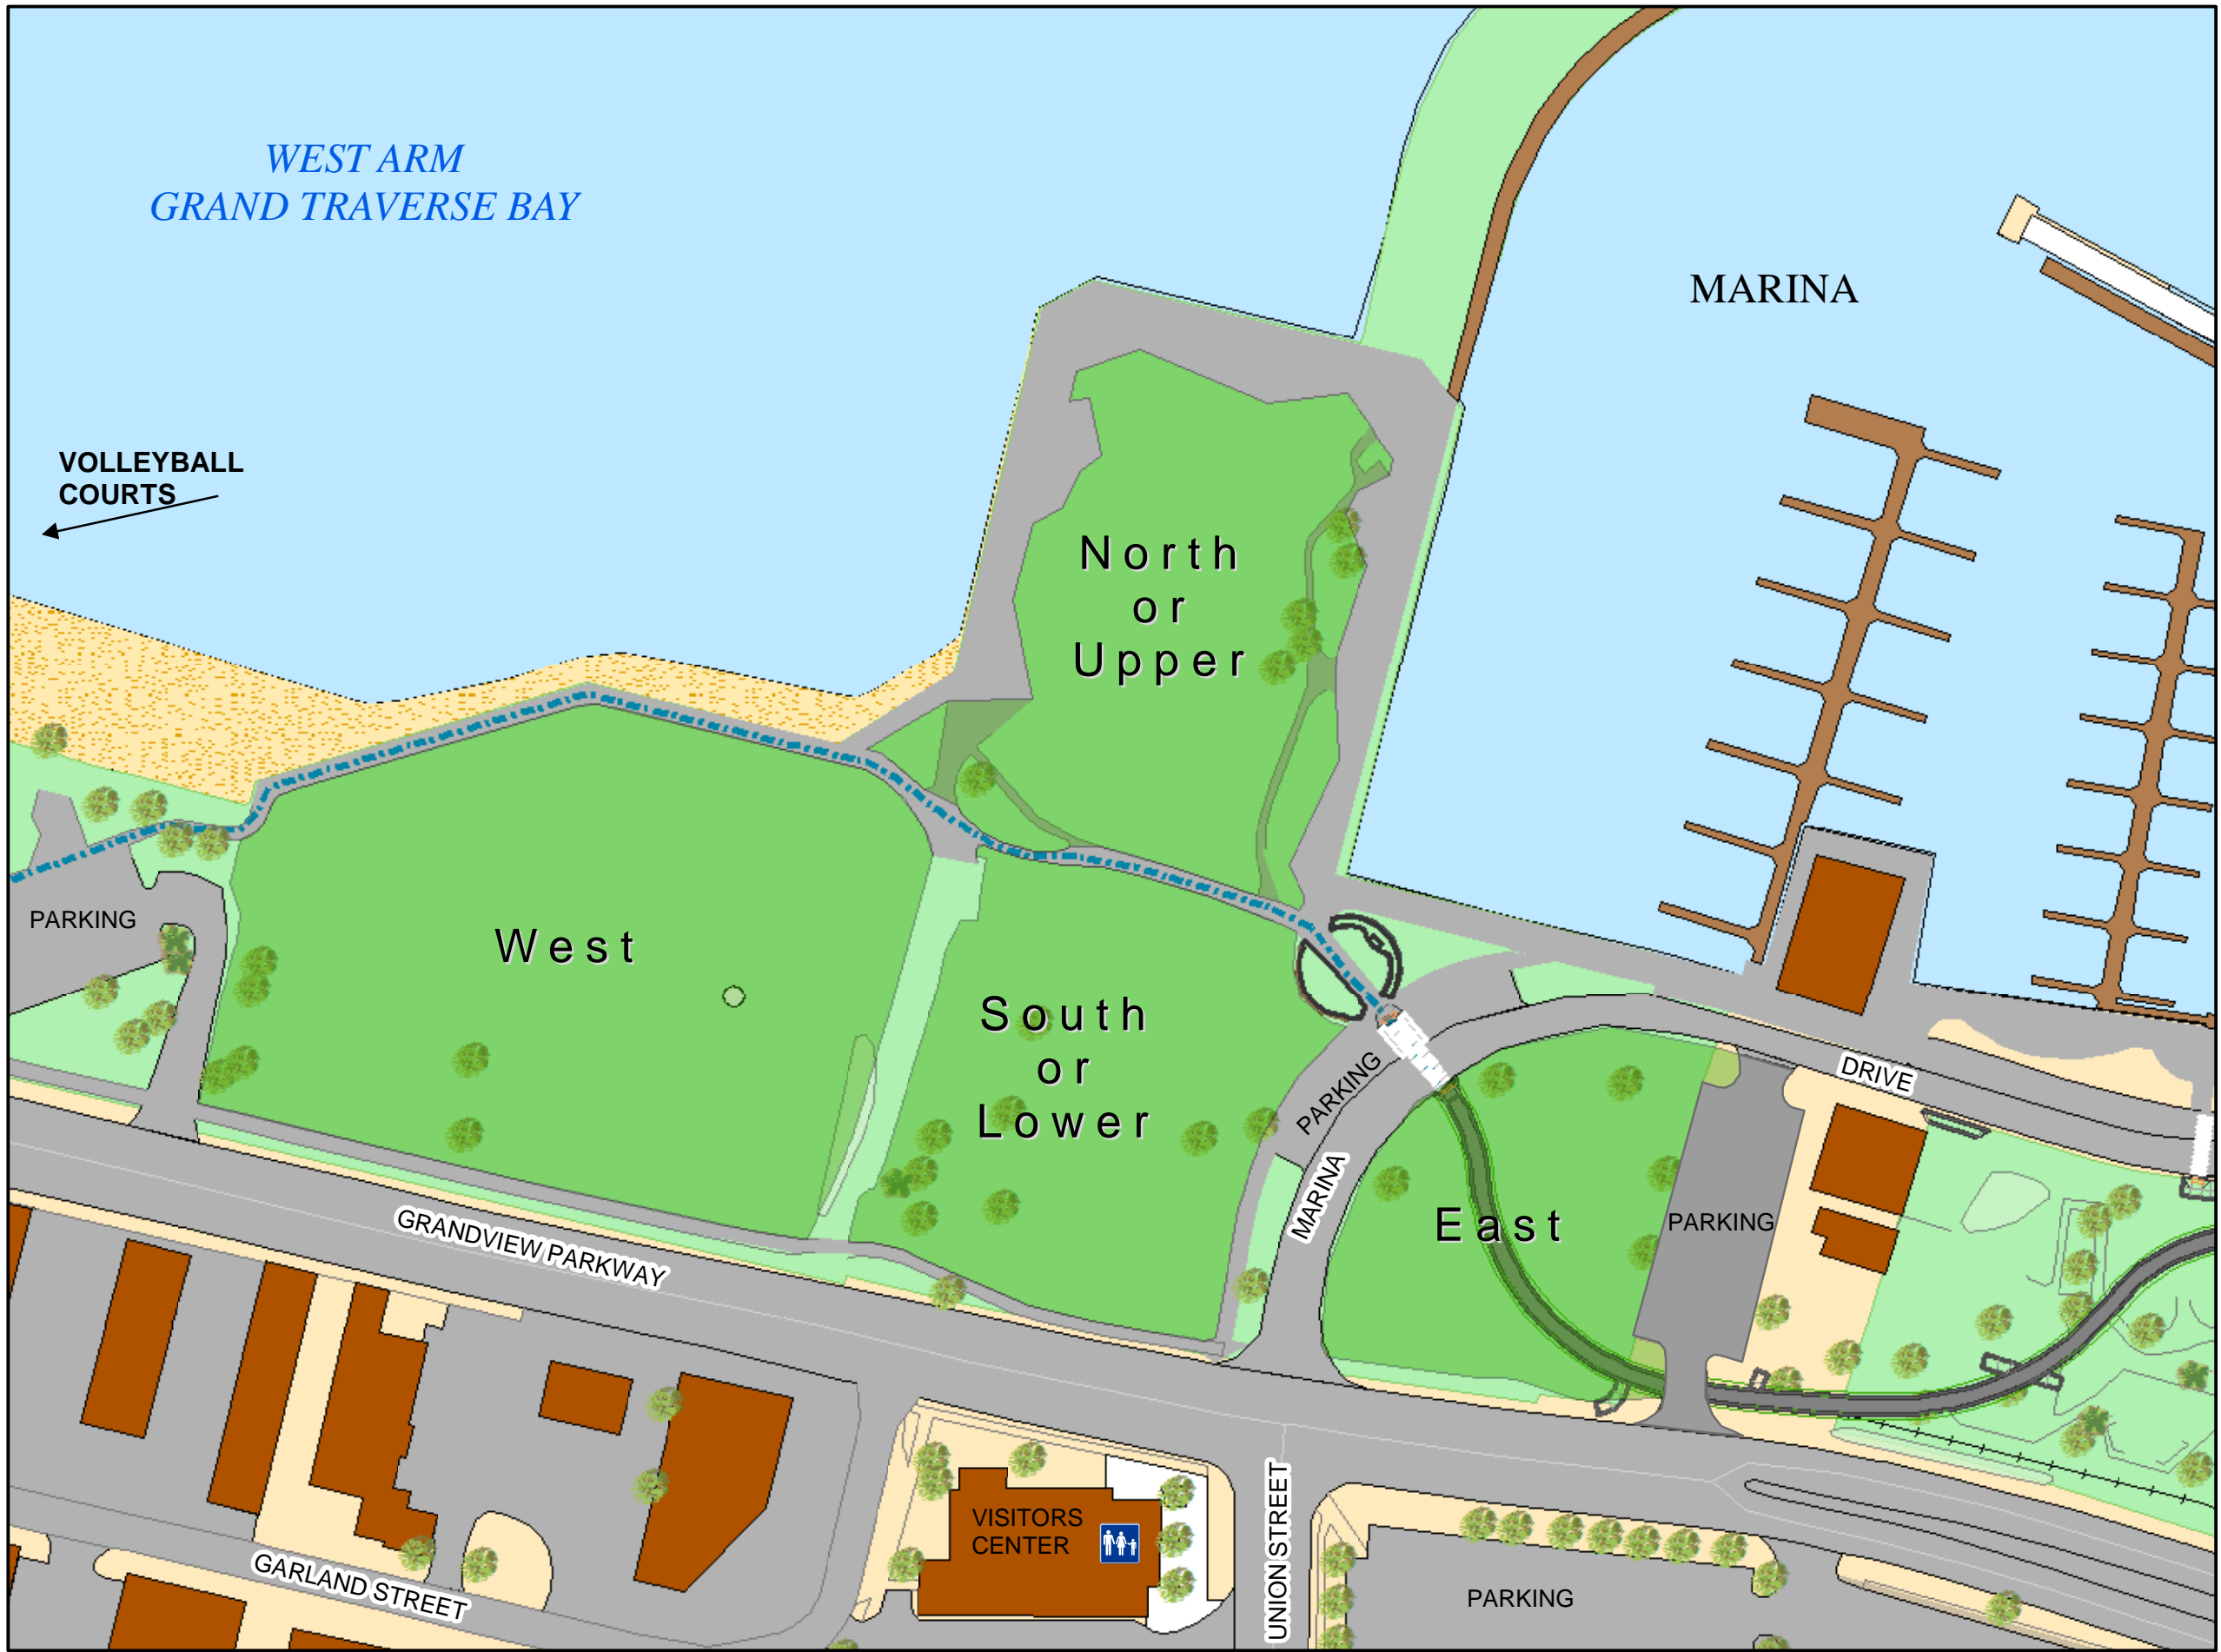 WEST ARM
GRAND TRAVERSE BAY
MARINA
VOLLEYBALL
COURTS
North
or
Upper
PARKING
West
South
or
Lower
PARKING
DRIVE
MARINA
East
PARKING
GRANDVIEW PARKWAY
VISITORS
CENTER
UNION STREET
GARLAND STREET
PARKING